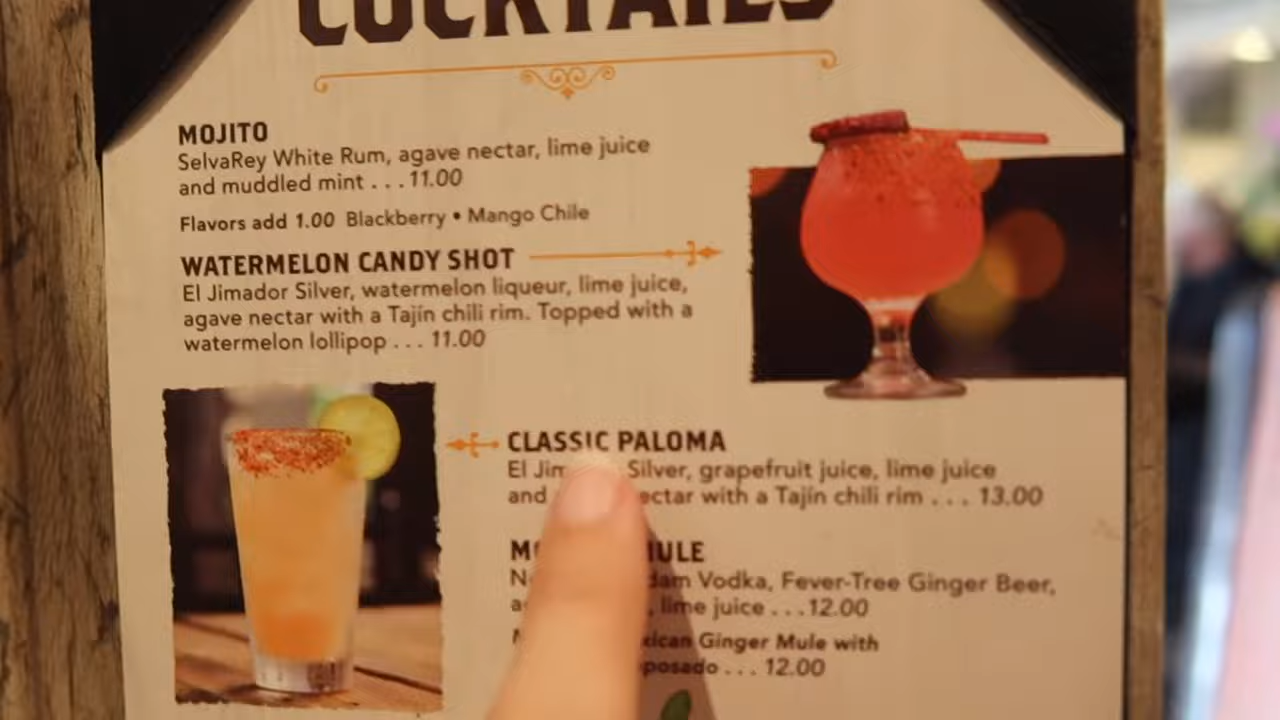 COCKTAILS
MOJITO
SelvaRey White Rum, agave nectar, lime juice
and muddled mint . . . 11.00
Flavors add 1.00 Blackberry • Mango Chile
WATERMELON CANDY SHOT
El Jimador Silver, watermelon liqueur, lime juice,
agave nectar with a Tajín chili rim. Topped with a
watermelon lollipop . . . 11.00
CLASSIC PALOMA
El Silver, grapefruit juice, lime juice
and with a Tajín chili rim . . . 13.00
Vodka, Fever-Tree Ginger Beer,
lime juice . . . 12.00
Ginger Mule with
. . . 12.00